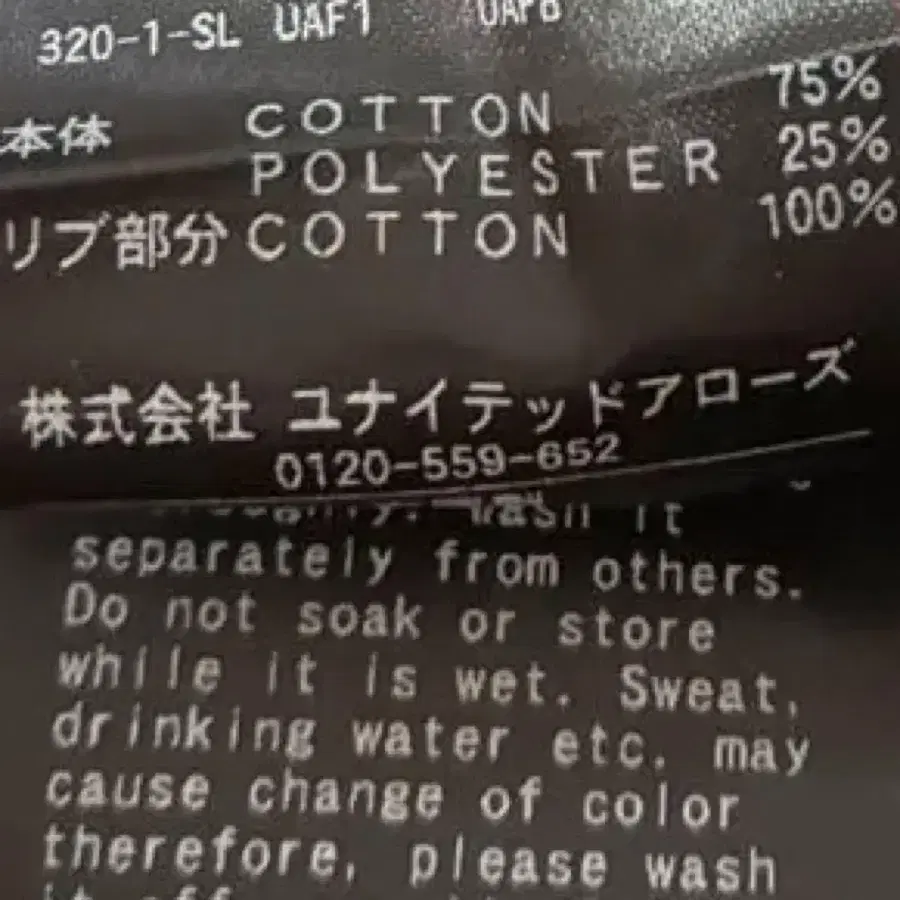 320-1-SL UAF1
本体 COTTON 75%
POLYESTER 25%
リブ部分 COTTON 100%
株式会社 ユナイテッドアローズ
0120-559-652
it
separately from others.
Do not soak or store
while it is wet. Sweat,
drinking water etc. may
cause change of color
therefore, please wash